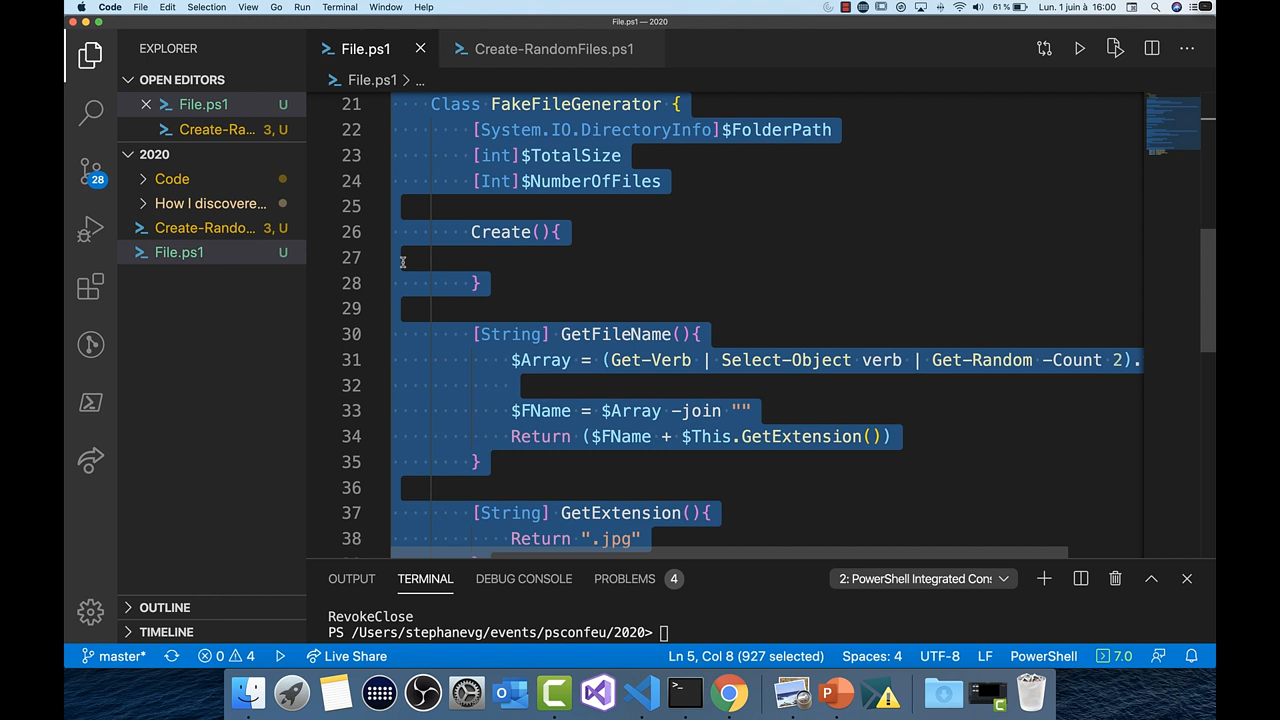 Code File Edit Selection View Go Run Terminal Window Help 61% Lun. 1 juin à 16:00
File.ps1 — 2020
EXPLORER
OPEN EDITORS
File.ps1 U
Create-Ra... 3, U
2020
Code
How I discovere...
Create-Rando... 3, U
File.ps1 U
OUTLINE
TIMELINE
28
File.ps1 Create-RandomFiles.ps1
File.ps1 > ...
21 Class FakeFileGenerator {
22 [System.IO.DirectoryInfo]$FolderPath
23 [int]$TotalSize
24 [Int]$NumberOfFiles
25
26 Create(){
27
28 }
29
30 [String] GetFileName(){
31 $Array = (Get-Verb | Select-Object verb | Get-Random -Count 2).
32
33 $FName = $Array -join ""
34 Return ($FName + $This.GetExtension())
35 }
36
37 [String] GetExtension(){
38 Return ".jpg"
OUTPUT TERMINAL DEBUG CONSOLE PROBLEMS 4 2: PowerShell Integrated Cons
RevokeClose
PS /Users/stephanevg/events/psconfeu/2020>
master* 0 4 Live Share Ln 5, Col 8 (927 selected) Spaces: 4 UTF-8 LF PowerShell 7.0